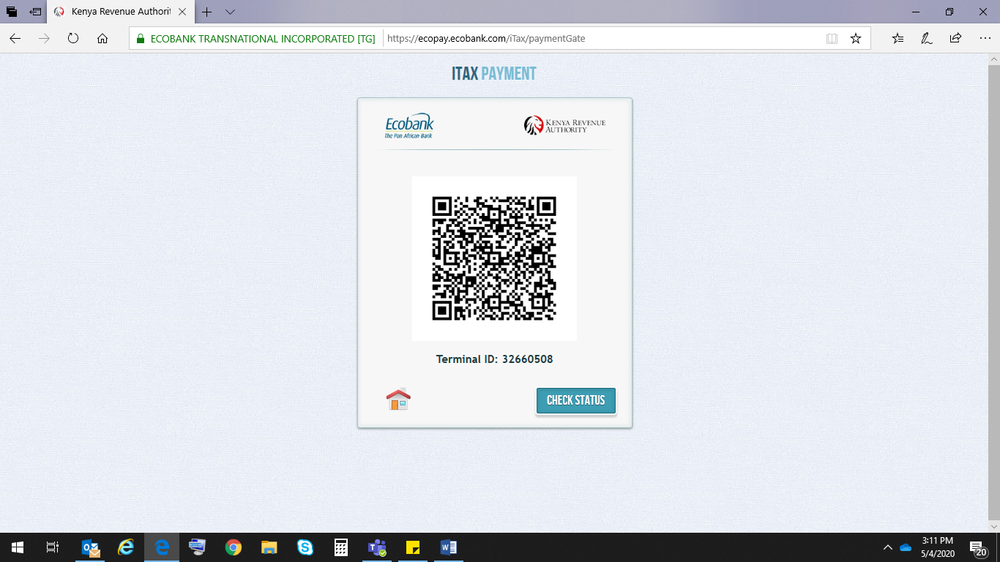 Kenya Revenue Authorit
ECOBANK TRANSNATIONAL INCORPORATED [TG]
https://ecopay.ecobank.com/iTax/paymentGate
ITAX PAYMENT
Ecobank
The Pan African Bank
KENYA REVENUE
AUTHORITY
Terminal ID: 32660508
CHECK STATUS
3:11 PM
5/4/2020
20